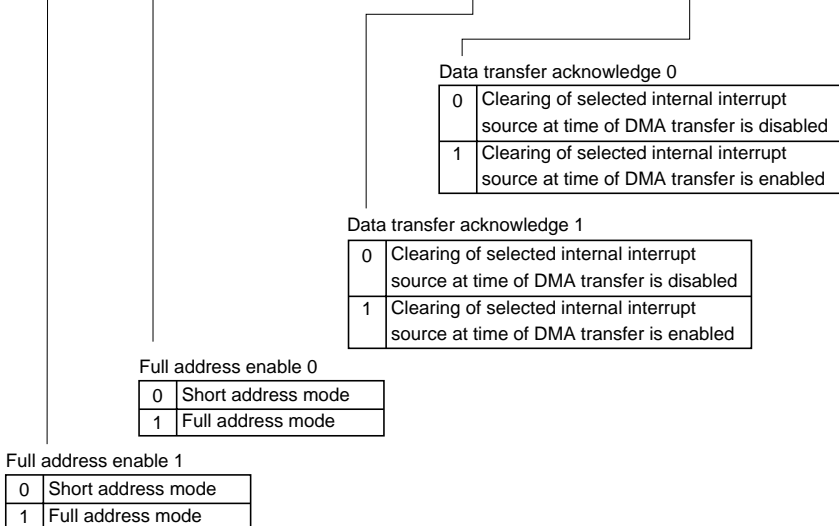 Data transfer acknowledge 0
0 Clearing of selected internal interrupt
source at time of DMA transfer is disabled
1 Clearing of selected internal interrupt
source at time of DMA transfer is enabled
Data transfer acknowledge 1
0 Clearing of selected internal interrupt
source at time of DMA transfer is disabled
1 Clearing of selected internal interrupt
source at time of DMA transfer is enabled
Full address enable 0
0 Short address mode
1 Full address mode
Full address enable 1
0 Short address mode
1 Full address mode